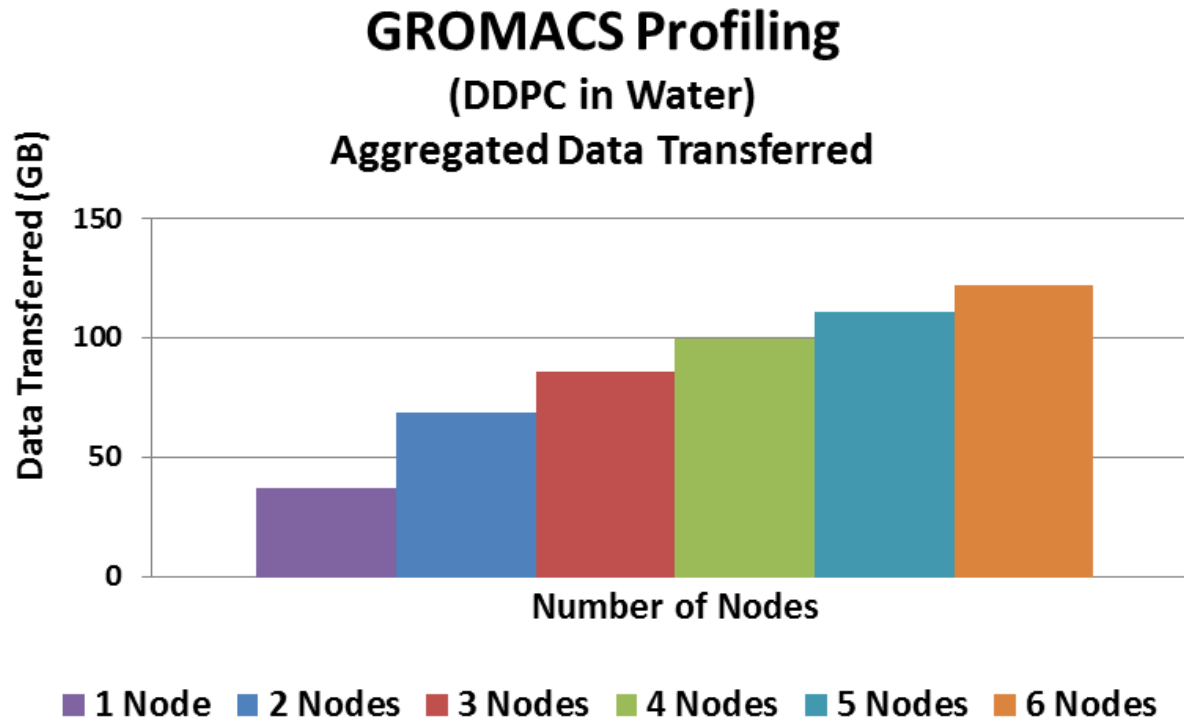 GROMACS Profiling
(DDPC in Water)
Aggregated Data Transferred
Data Transferred (GB)
150
100
50
0
Number of Nodes
1 Node 2 Nodes 3 Nodes 4 Nodes 5 Nodes 6 Nodes